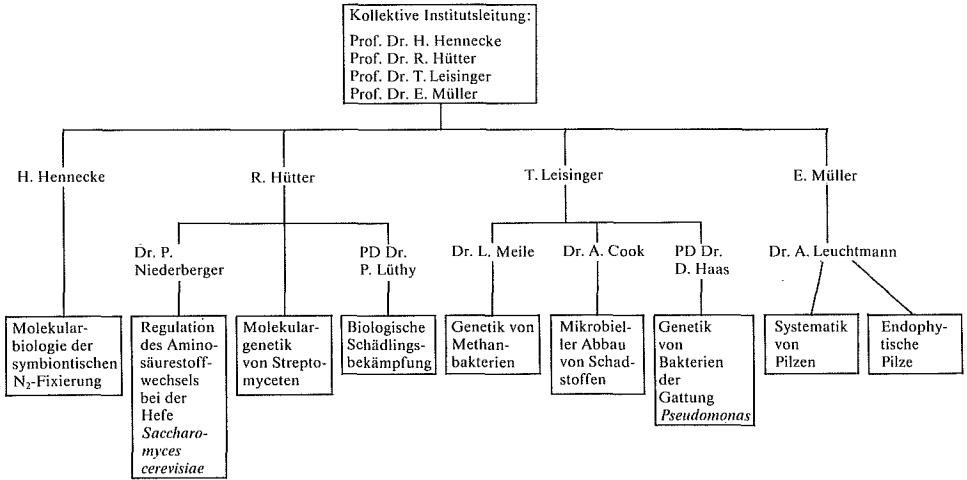 Kollektive Institutsleitung:
Prof. Dr. H. Hennecke
Prof. Dr. R. Hütter
Prof. Dr. T. Leisinger
Prof. Dr. E. Müller
H. Hennecke
R. Hütter
T. Leisinger
E. Müller
Dr. P.
Niederberger
PD Dr.
P. Lüthy
Dr. L. Meile
Dr. A. Cook
PD Dr.
D. Haas
Dr. A. Leuchtmann
Molekular-
biologie der
symbiontischen
N₂-Fixierung
Regulation
des Amino-
säurestoff-
wechsels
bei der
Hefe
Saccharo-
myces
cerevisiae
Molekular-
genetik
von Strepto-
myceten
Biologische
Schädlings-
bekämpfung
Genetik von
Methan-
bakterien
Mikrobiel-
ler Abbau
von Schad-
stoffen
Genetik
von
Bakterien
der
Gattung
Pseudomonas
Systematik
von
Pilzen
Endophy-
tische
Pilze